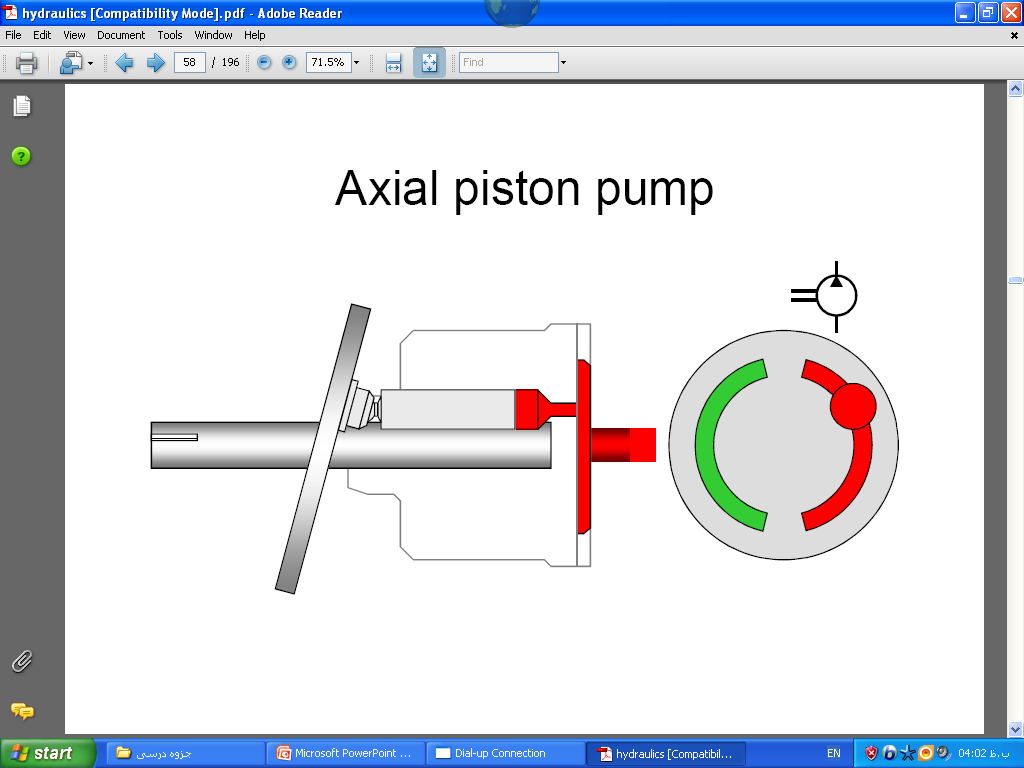 hydraulics [Compatibility Mode].pdf - Adobe Reader
File Edit View Document Tools Window Help
58 / 196 71.5% Find
Axial piston pump
start جزوه درسی Microsoft PowerPoint ... Dial-up Connection hydraulics [Compatibil... EN 04:02 ب.ظ